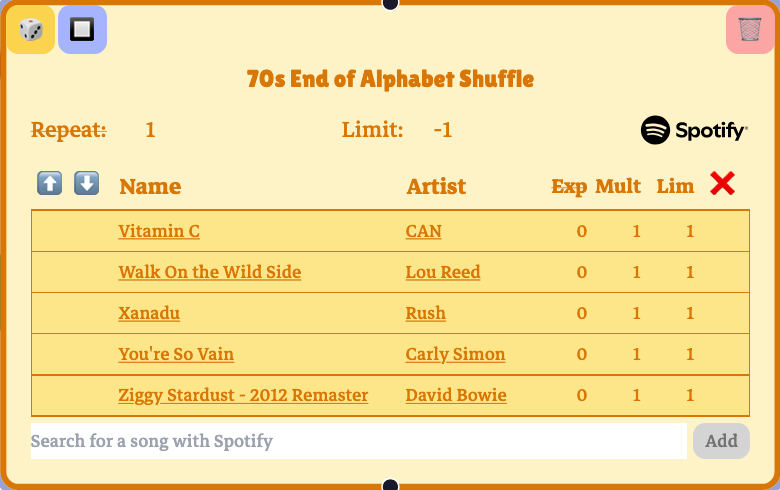 70s End of Alphabet Shuffle
Repeat: 1 Limit: -1 Spotify
Name Artist Exp Mult Lim
Vitamin C CAN 0 1 1
Walk On the Wild Side Lou Reed 0 1 1
Xanadu Rush 0 1 1
You're So Vain Carly Simon 0 1 1
Ziggy Stardust - 2012 Remaster David Bowie 0 1 1
Search for a song with Spotify Add